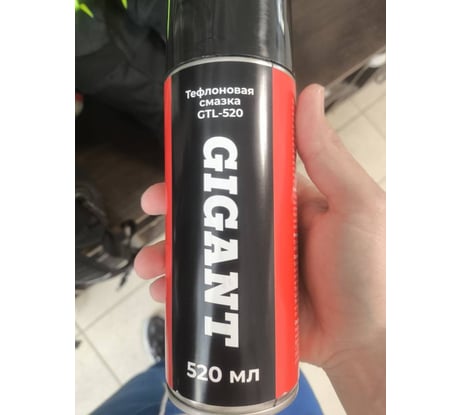 Тефлоновая
смазка
GTL-520
GIGANT
520 мл